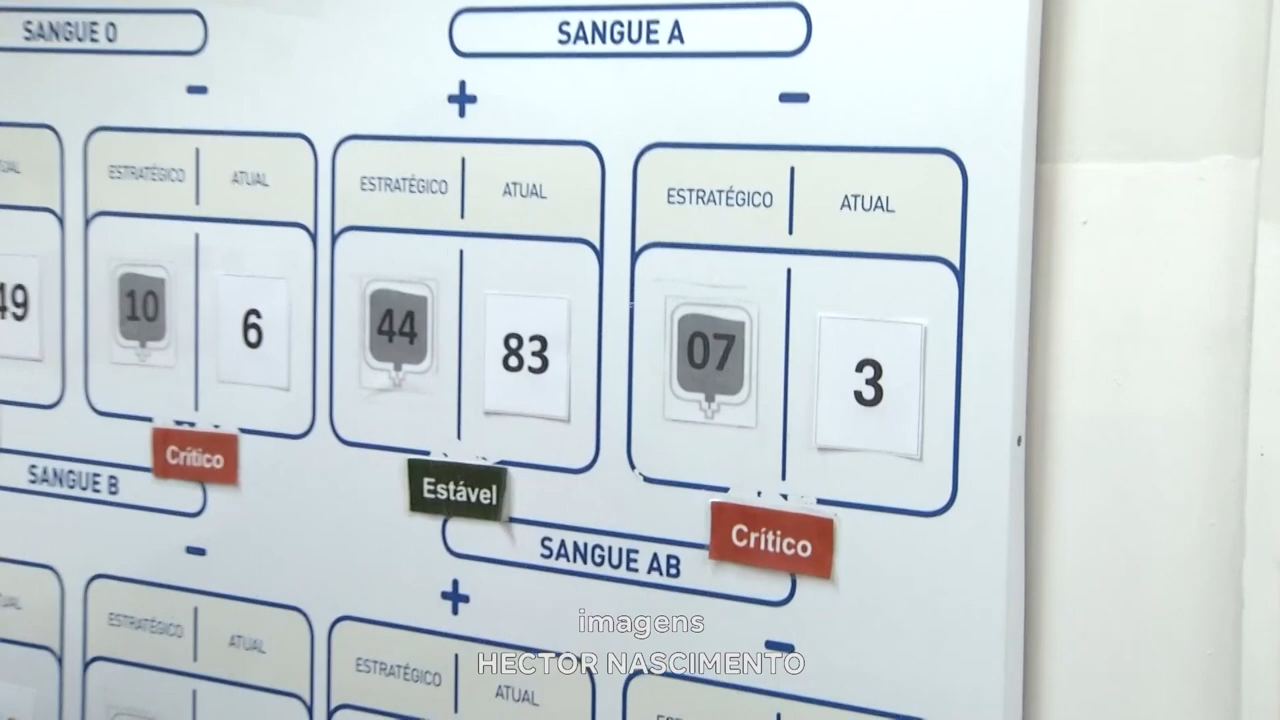 SANGUE O
SANGUE A
-
+
-
ESTRATÉGICO ATUAL
ESTRATÉGICO ATUAL
ESTRATÉGICO ATUAL
49
10 6
44 83
07 3
Crítico
Estável
Crítico
SANGUE B
SANGUE AB
-
+
-
ESTRATÉGICO ATUAL
ESTRATÉGICO ATUAL
imagens
HECTOR NASCIMENTO